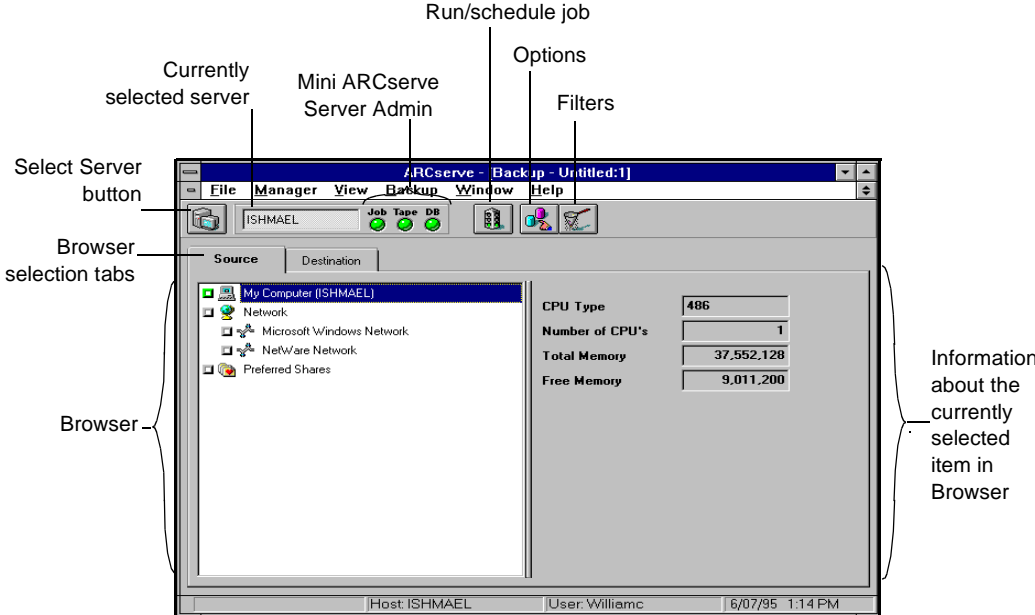 Run/schedule job
Options
Currently
selected server
Mini ARCserve
Server Admin
Filters
Select Server
button
ARCserve - [Backup - Untitled:1]
File Manager View Backup Window Help
ISHMAEL
Job Tape DB
Browser
selection tabs
Source Destination
My Computer (ISHMAEL)
Network
Microsoft Windows Network
NetWare Network
Preferred Shares
CPU Type 486
Number of CPU's 1
Total Memory 37,552,128
Free Memory 9,011,200
Browser
Information
about the
currently
selected
item in
Browser
Host: ISHMAEL User: Williamc 6/07/95 1:14 PM